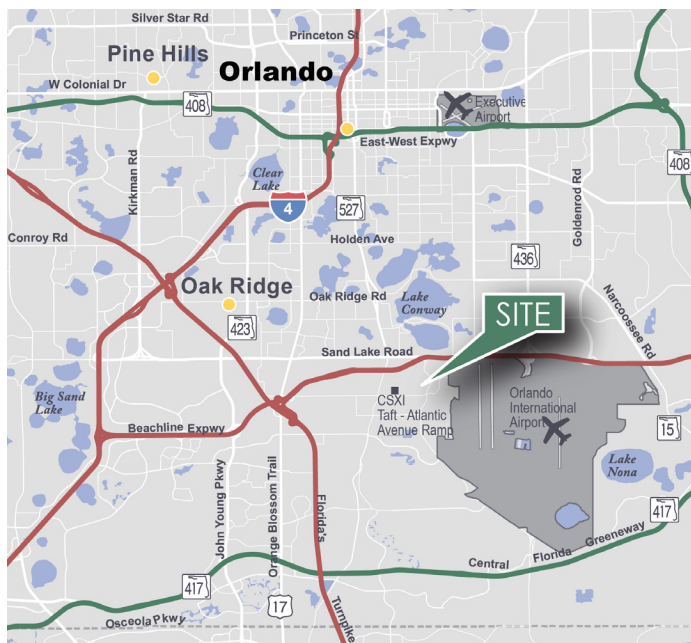 Silver Star Rd
Princeton St
Pine Hills
Orlando
W Colonial Dr
408
Executive
Airport
East-West Expwy
408
Kirkman Rd
Clear
Lake
4
527
Goldenrod Rd
Conroy Rd
Holden Ave
436
Oak Ridge
Oak Ridge Rd
Lake
Conway
SITE
Narcoossee Rd
423
Sand Lake Road
CSXI
Taft - Atlantic
Avenue Ramp
Orlando
International
Airport
Big Sand
Lake
Beachline Expwy
15
Lake
Nona
John Young Pkwy
Orange Blossom Trail
Florida's
Turnpike
417
Central Florida Greeneway
417
17
Osceola Pkwy